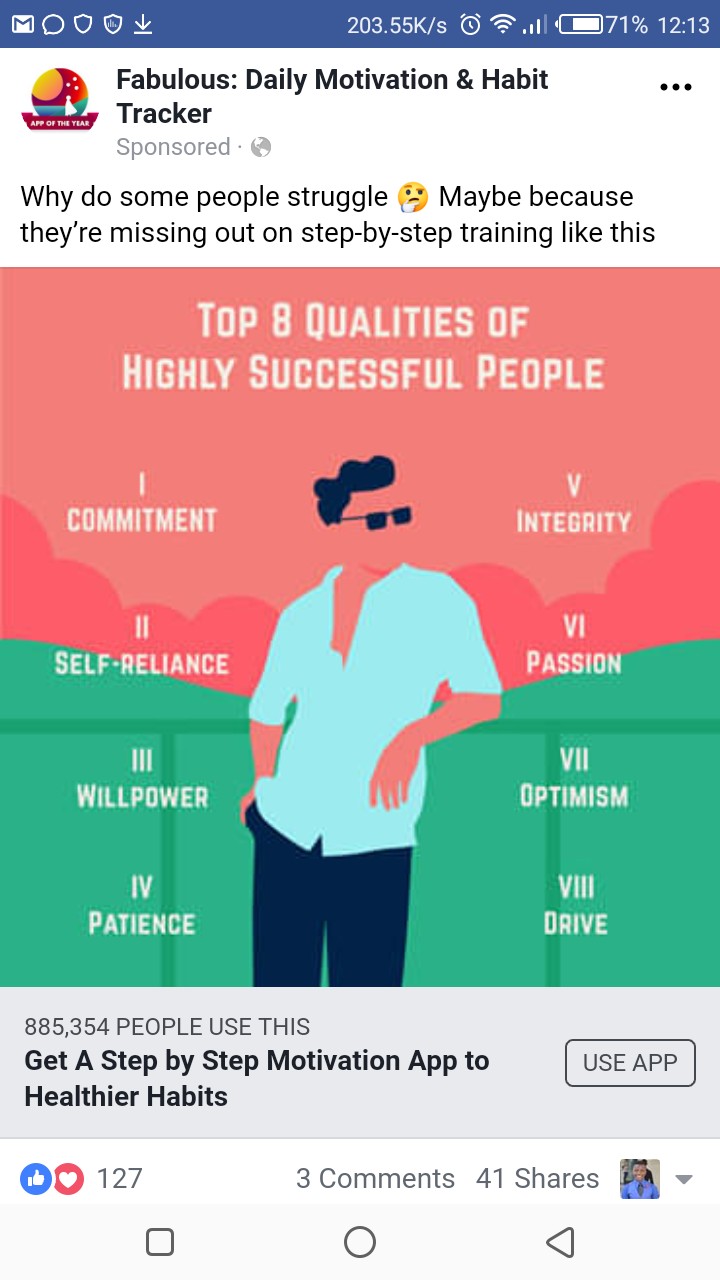 203.55K/s 71% 12:13
Fabulous: Daily Motivation & Habit
Tracker
APP OF THE YEAR
Sponsored ·
Why do some people struggle 🤔 Maybe because
they're missing out on step-by-step training like this
TOP 8 QUALITIES OF
HIGHLY SUCCESSFUL PEOPLE
I
COMMITMENT
II
SELF-RELIANCE
III
WILLPOWER
IV
PATIENCE
V
INTEGRITY
VI
PASSION
VII
OPTIMISM
VIII
DRIVE
885,354 PEOPLE USE THIS
Get A Step by Step Motivation App to
Healthier Habits
USE APP
127 3 Comments 41 Shares